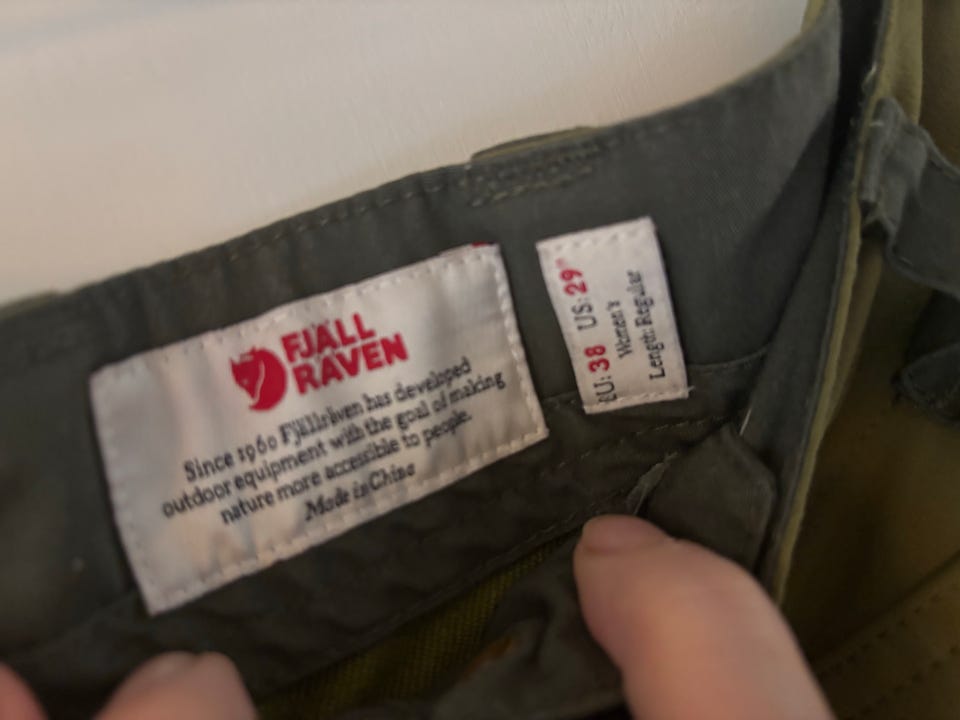 FJÄLL
RÄVEN
Since 1960 Fjällräven has developed
outdoor equipment with the goal of making
nature more accessible to people.
Made in China
EU: 38 US: 29"
Women's
Length: Regular